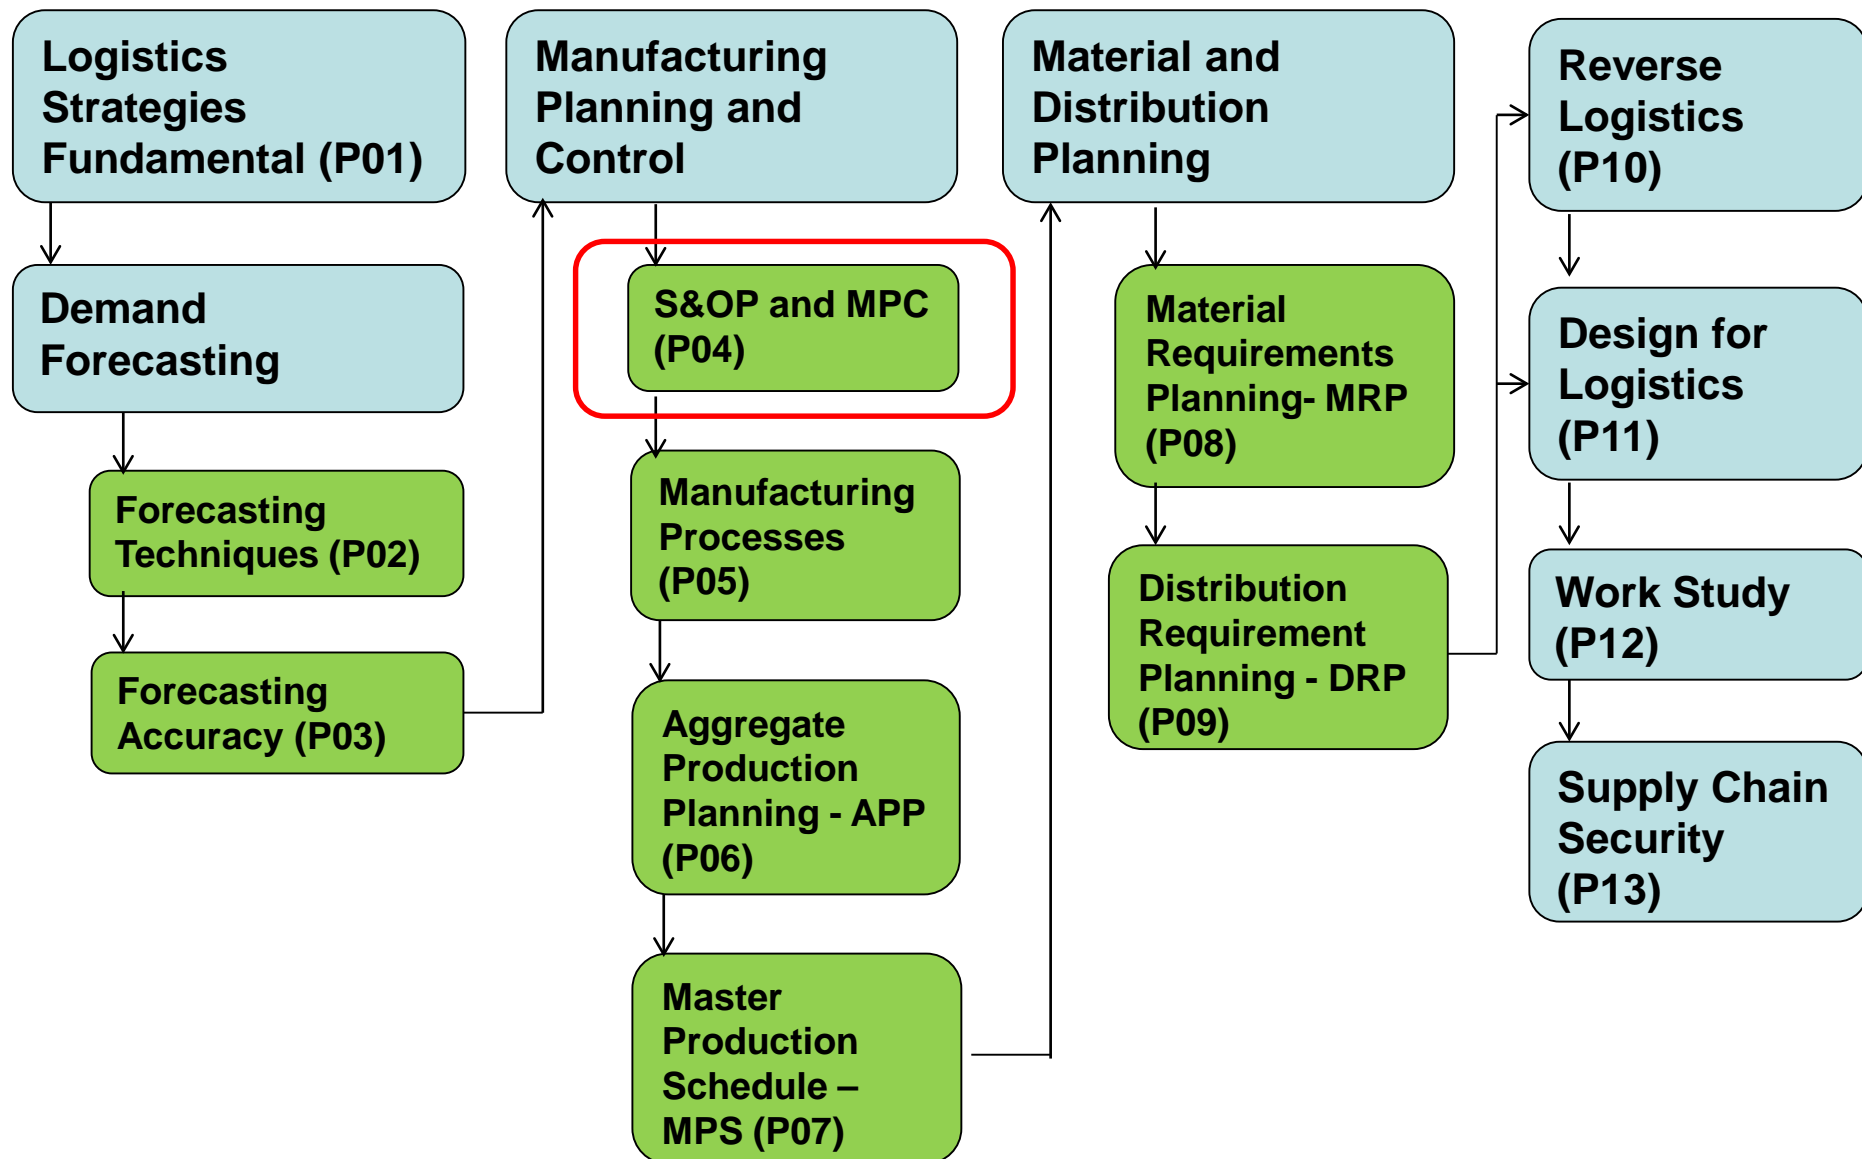 Logistics
Strategies
Fundamental (P01)
Demand
Forecasting
Forecasting
Techniques (P02)
Forecasting
Accuracy (P03)
Manufacturing
Planning and
Control
S&OP and MPC
(P04)
Manufacturing
Processes
(P05)
Aggregate
Production
Planning - APP
(P06)
Master
Production
Schedule –
MPS (P07)
Material and
Distribution
Planning
Material
Requirements
Planning- MRP
(P08)
Distribution
Requirement
Planning - DRP
(P09)
Reverse
Logistics
(P10)
Design for
Logistics
(P11)
Work Study
(P12)
Supply Chain
Security
(P13)